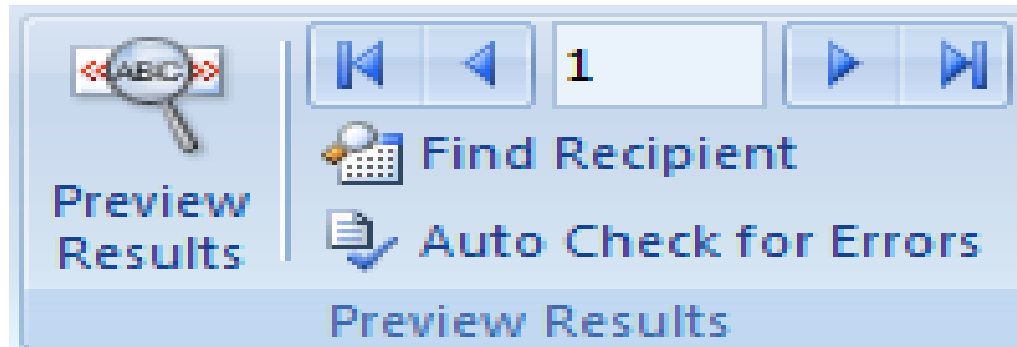 «ABC»
1
Find Recipient
Preview
Results
Auto Check for Errors
Preview Results